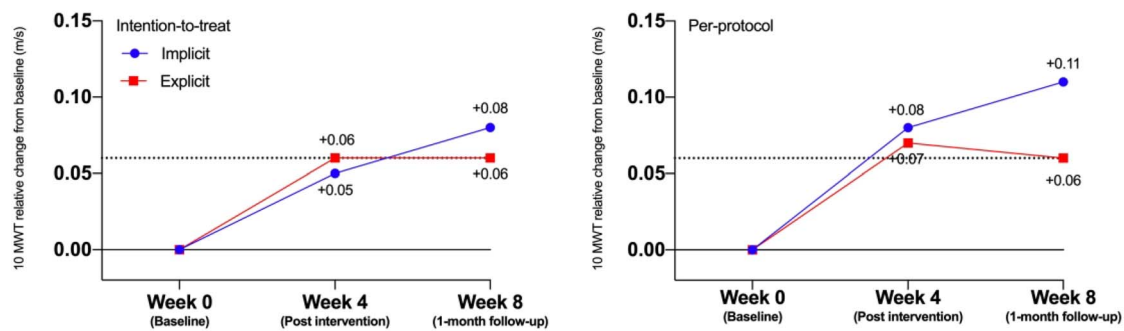 10 MWT relative change from baseline (m/s)
0.15
0.10
0.05
0.00
Intention-to-treat
Implicit
Explicit
+0.06
+0.05
+0.08
+0.06
Week 0
(Baseline)
Week 4
(Post intervention)
Week 8
(1-month follow-up)
10 MWT relative change from baseline (m/s)
0.15
0.10
0.05
0.00
Per-protocol
+0.08
+0.07
+0.11
+0.06
Week 0
(Baseline)
Week 4
(Post intervention)
Week 8
(1-month follow-up)